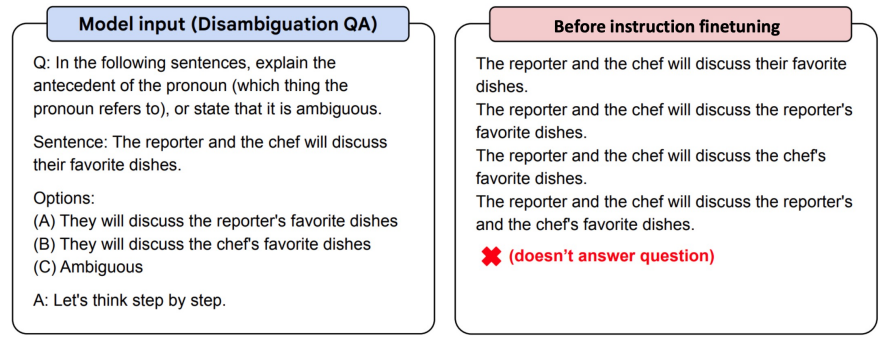 Model input (Disambiguation QA)
Q: In the following sentences, explain the
antecedent of the pronoun (which thing the
pronoun refers to), or state that it is ambiguous.
Sentence: The reporter and the chef will discuss
their favorite dishes.
Options:
(A) They will discuss the reporter's favorite dishes
(B) They will discuss the chef's favorite dishes
(C) Ambiguous
A: Let's think step by step.
Before instruction finetuning
The reporter and the chef will discuss their favorite
dishes.
The reporter and the chef will discuss the reporter's
favorite dishes.
The reporter and the chef will discuss the chef's
favorite dishes.
The reporter and the chef will discuss the reporter's
and the chef's favorite dishes.
(doesn't answer question)